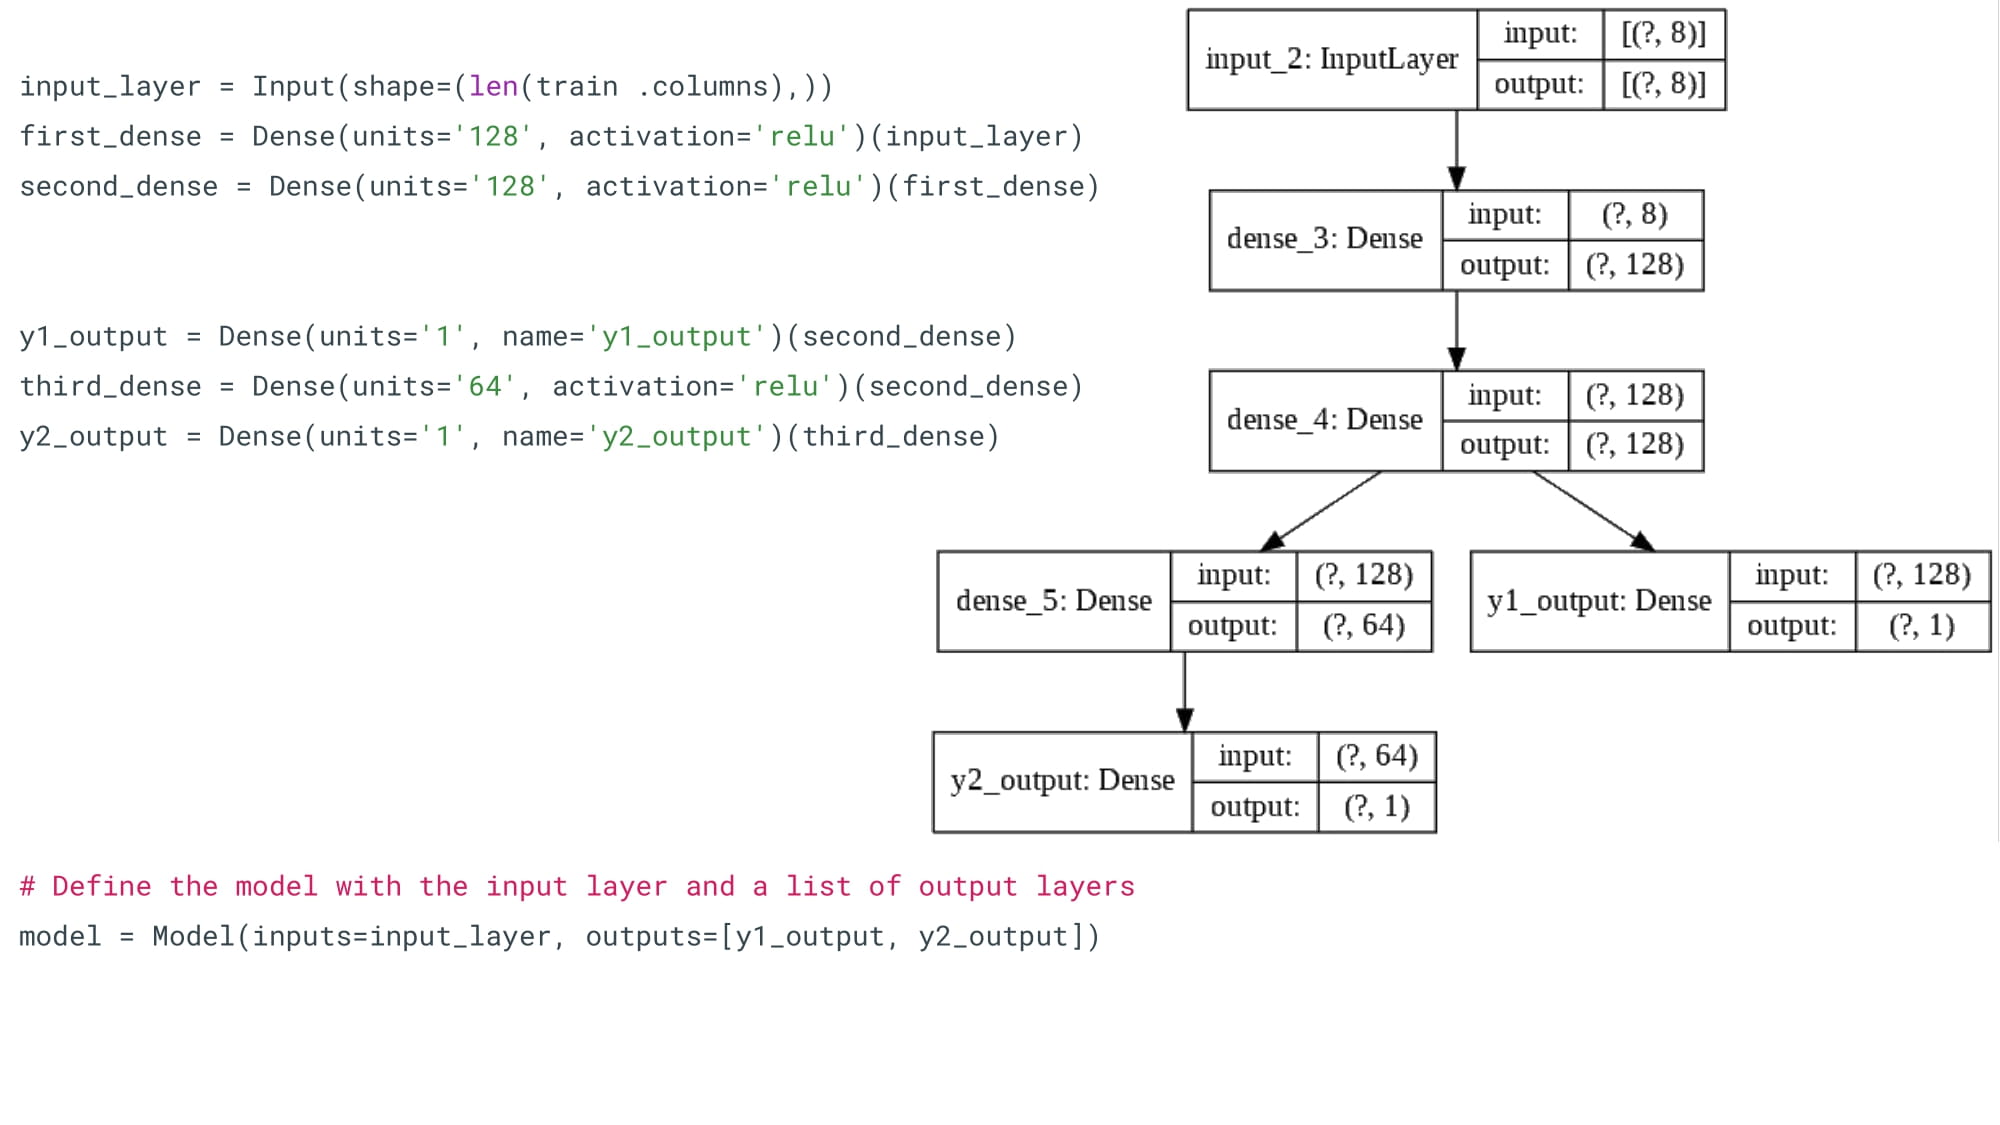 input_layer = Input(shape=(len(train .columns),))
first_dense = Dense(units='128', activation='relu')(input_layer)
second_dense = Dense(units='128', activation='relu')(first_dense)
y1_output = Dense(units='1', name='y1_output')(second_dense)
third_dense = Dense(units='64', activation='relu')(second_dense)
y2_output = Dense(units='1', name='y2_output')(third_dense)
input_2: InputLayer
input: [(?, 8)]
output: [(?, 8)]
dense_3: Dense
input: (?, 8)
output: (?, 128)
dense_4: Dense
input: (?, 128)
output: (?, 128)
dense_5: Dense
input: (?, 128)
output: (?, 64)
y1_output: Dense
input: (?, 128)
output: (?, 1)
y2_output: Dense
input: (?, 64)
output: (?, 1)
# Define the model with the input layer and a list of output layers
model = Model(inputs=input_layer, outputs=[y1_output, y2_output])